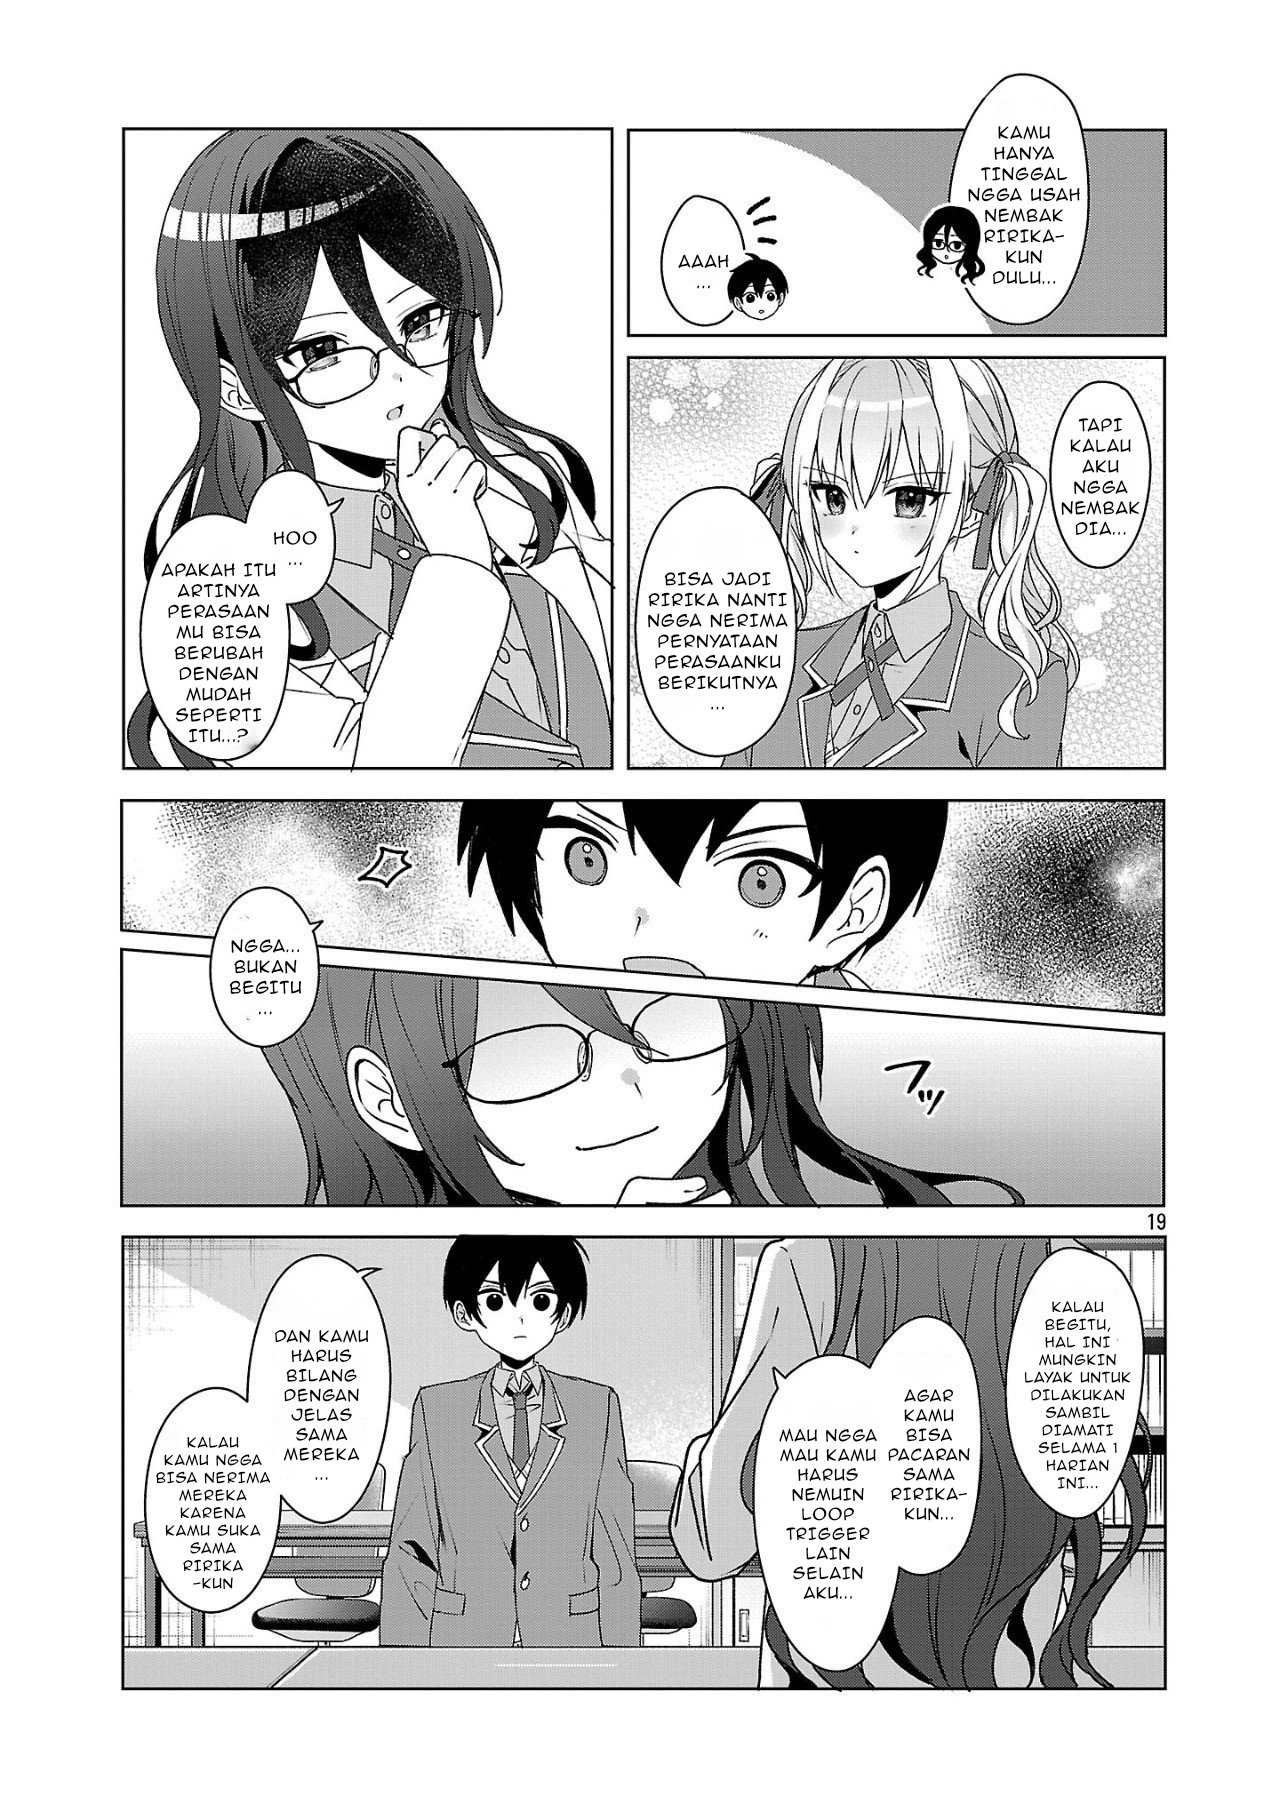 KAMU
HANYA
TINGGAL
NGGA USAH
NEMBAK
RIRIKA-
KUN
DULU...
AAAH
...
TAPI
KALAU
AKU
NGGA
NEMBAK
DIA...
BISA JADI
RIRIKA NANTI
NGGA NERIMA
PERNYATAAN
PERASAANKU
BERIKUTNYA
...
HOO
...
APAKAH ITU
ARTINYA
PERASAAN
MU BISA
BERUBAH
DENGAN
MUDAH
SEPERTI
ITU...?
NGGA...
BUKAN
BEGITU
...
フッ
19
KALAU
BEGITU,
HAL INI
MUNGKIN
LAYAK UNTUK
DILAKUKAN
SAMBIL
DIAMATI
SELAMA 1
HARIAN
INI...
AGAR
KAMU
BISA
PACARAN
SAMA
RIRIKA-
KUN...
MAU NGGA
MAU KAMU
HARUS
NEMUIN
LOOP
TRIGGER
LAIN
SELAIN
AKU...
DAN KAMU
HARUS
BILANG
DENGAN
JELAS
SAMA
MEREKA
...
KALAU
KAMU NGGA
BISA NERIMA
MEREKA
KARENA
KAMU SUKA
SAMA
RIRIKA
-KUN